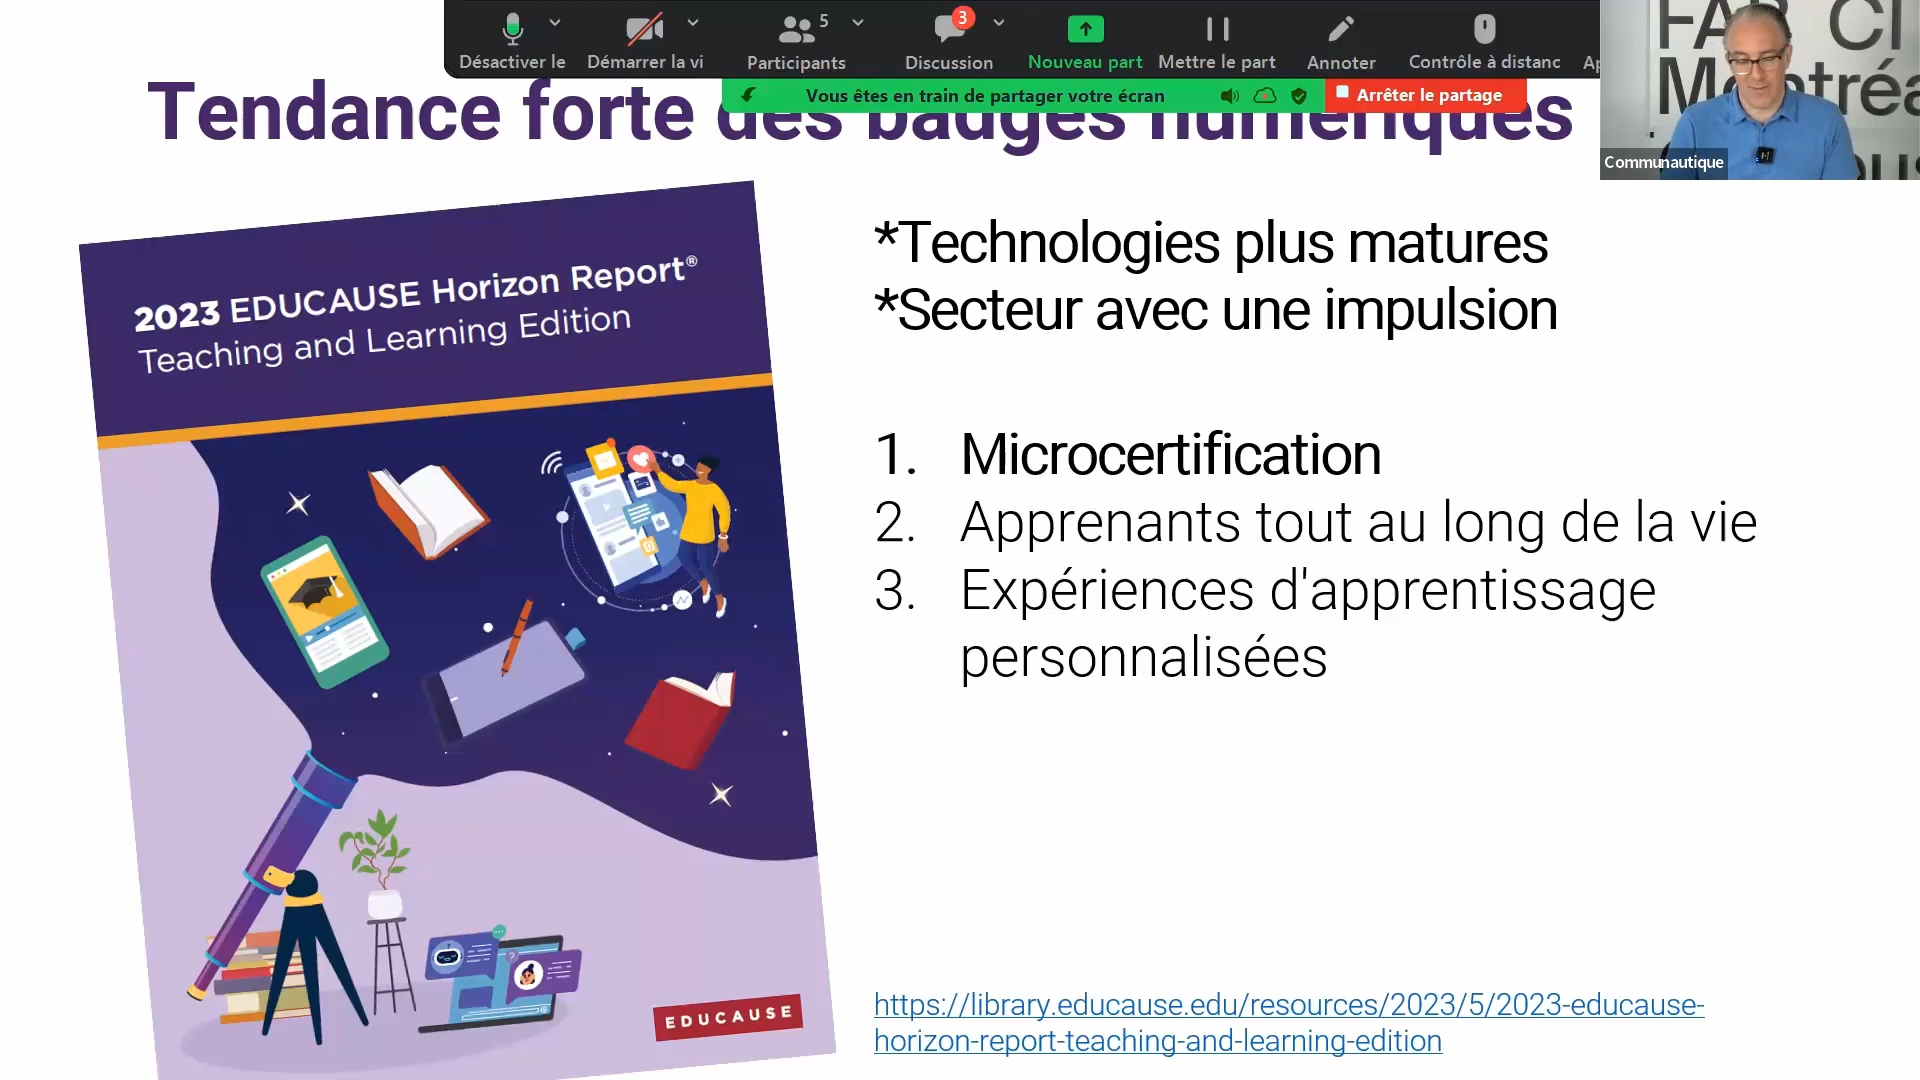 5
3
Désactiver le
Démarrer la vi
Participants
Discussion
Nouveau part
Mettre le part
Annoter
Contrôle à distanc
Vous êtes en train de partager votre écran
Arrêter le partage
Communautique
Tendance forte des badges numériques
2023 EDUCAUSE Horizon Report®
Teaching and Learning Edition
EDUCAUSE
*Technologies plus matures
*Secteur avec une impulsion
1. Microcertification
2. Apprenants tout au long de la vie
3. Expériences d'apprentissage
personnalisées
https://library.educause.edu/resources/2023/5/2023-educause-
horizon-report-teaching-and-learning-edition